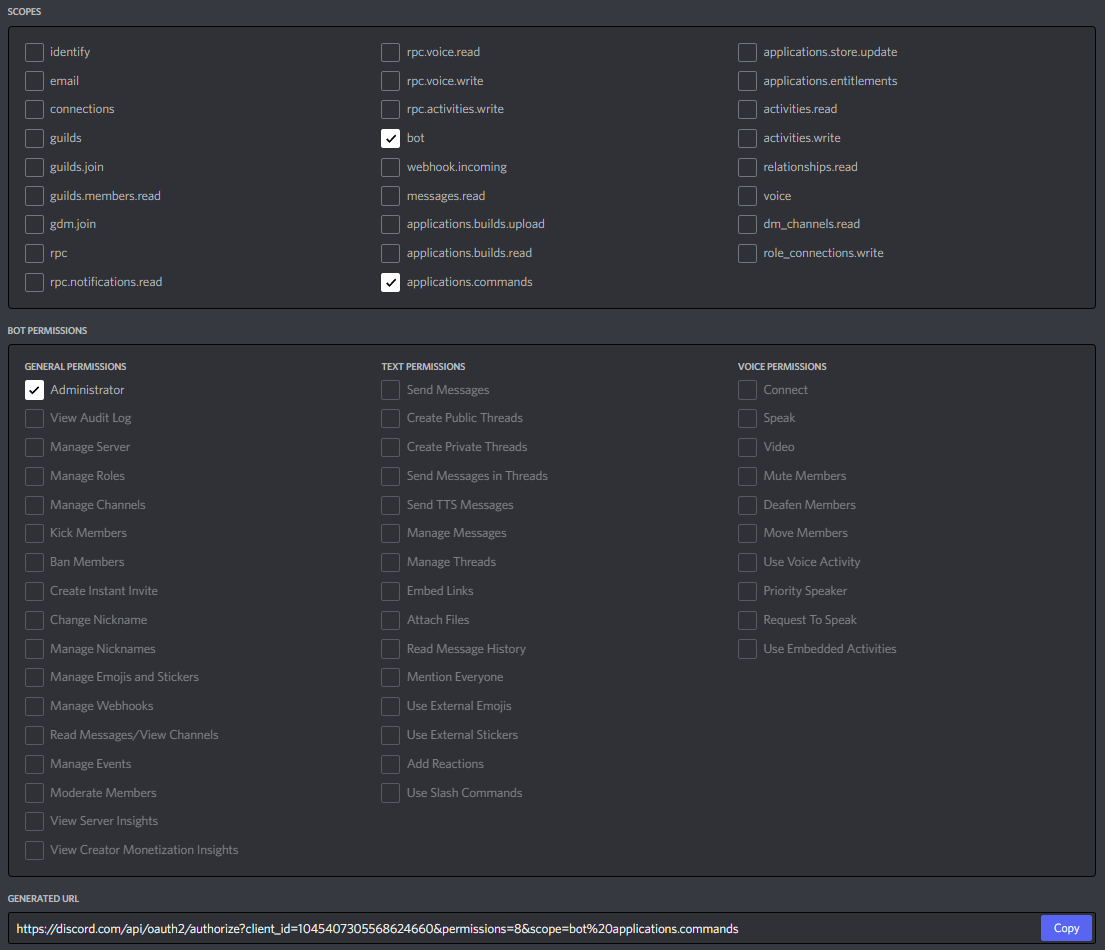 SCOPES
identify
email
connections
guilds
guilds.join
guilds.members.read
gdm.join
rpc
rpc.notifications.read
rpc.voice.read
rpc.voice.write
rpc.activities.write
bot
webhook.incoming
messages.read
applications.builds.upload
applications.builds.read
applications.commands
applications.store.update
applications.entitlements
activities.read
activities.write
relationships.read
voice
dm_channels.read
role_connections.write
BOT PERMISSIONS
GENERAL PERMISSIONS
Administrator
View Audit Log
Manage Server
Manage Roles
Manage Channels
Kick Members
Ban Members
Create Instant Invite
Change Nickname
Manage Nicknames
Manage Emojis and Stickers
Manage Webhooks
Read Messages/View Channels
Manage Events
Moderate Members
View Server Insights
View Creator Monetization Insights
TEXT PERMISSIONS
Send Messages
Create Public Threads
Create Private Threads
Send Messages in Threads
Send TTS Messages
Manage Messages
Manage Threads
Embed Links
Attach Files
Read Message History
Mention Everyone
Use External Emojis
Use External Stickers
Add Reactions
Use Slash Commands
VOICE PERMISSIONS
Connect
Speak
Video
Mute Members
Deafen Members
Move Members
Use Voice Activity
Priority Speaker
Request To Speak
Use Embedded Activities
GENERATED URL
https://discord.com/api/oauth2/authorize?client_id=1045407305568624660&permissions=8&scope=bot%20applications.commands
Copy